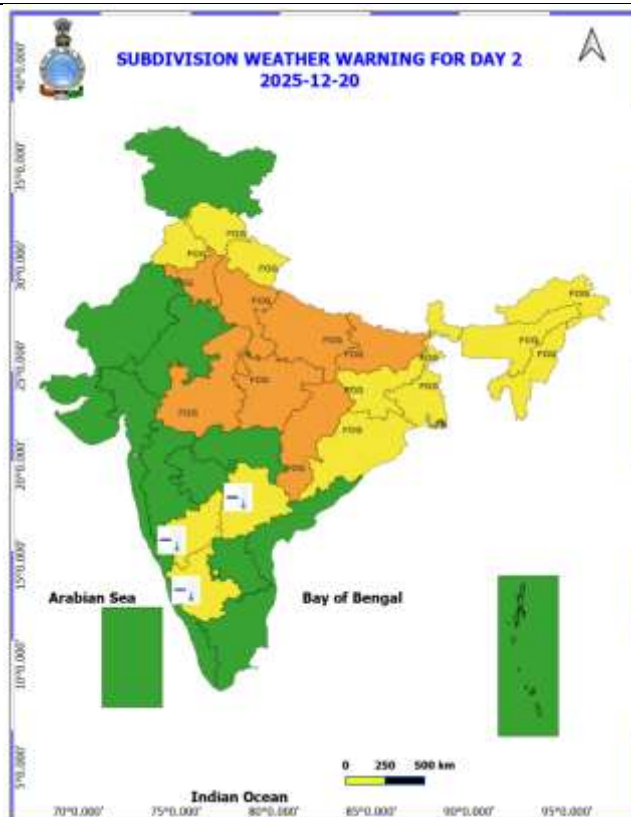 SUBDIVISION WEATHER WARNING FOR DAY 2
2025-12-20
40°0.000'
35°0.000'
FOG
FOG
30°0.000'
FOG
FOG
FOG
FOG
FOG
FOG
FOG
FOG
25°0.000'
FOG
FOG
FOG
FOG
FOG
FOG
20°0.000'
FOG
15°0.000'
Arabian Sea
Bay of Bengal
10°0.000'
5°0.000'
0 250 500 km
Indian Ocean
70°0.000' 75°0.000' 80°0.000' 85°0.000' 90°0.000' 95°0.000'